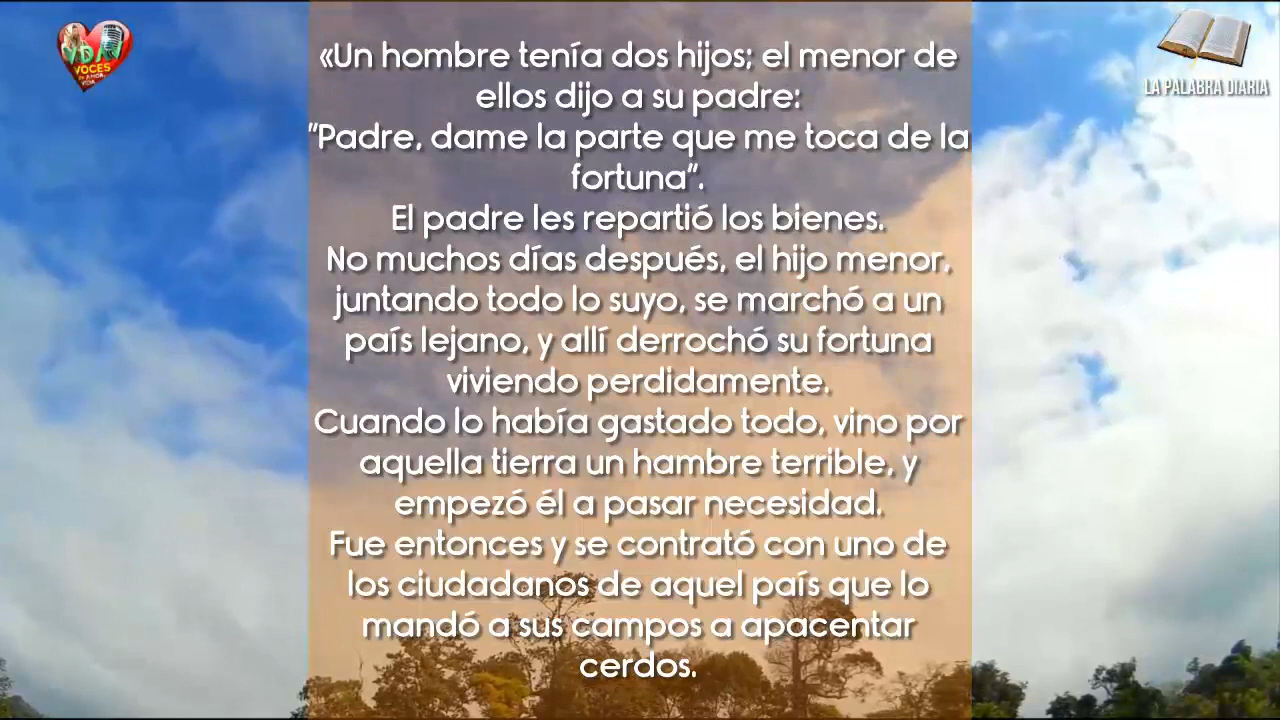 VDAV
VOCES
DE AMOR Y
VIDA
LA PALABRA DIARIA
«Un hombre tenía dos hijos; el menor de
ellos dijo a su padre:
"Padre, dame la parte que me toca de la
fortuna".
El padre les repartió los bienes.
No muchos días después, el hijo menor,
juntando todo lo suyo, se marchó a un
país lejano, y allí derrochó su fortuna
viviendo perdidamente.
Cuando lo había gastado todo, vino por
aquella tierra un hambre terrible, y
empezó él a pasar necesidad.
Fue entonces y se contrató con uno de
los ciudadanos de aquel país que lo
mandó a sus campos a apacentar
cerdos.